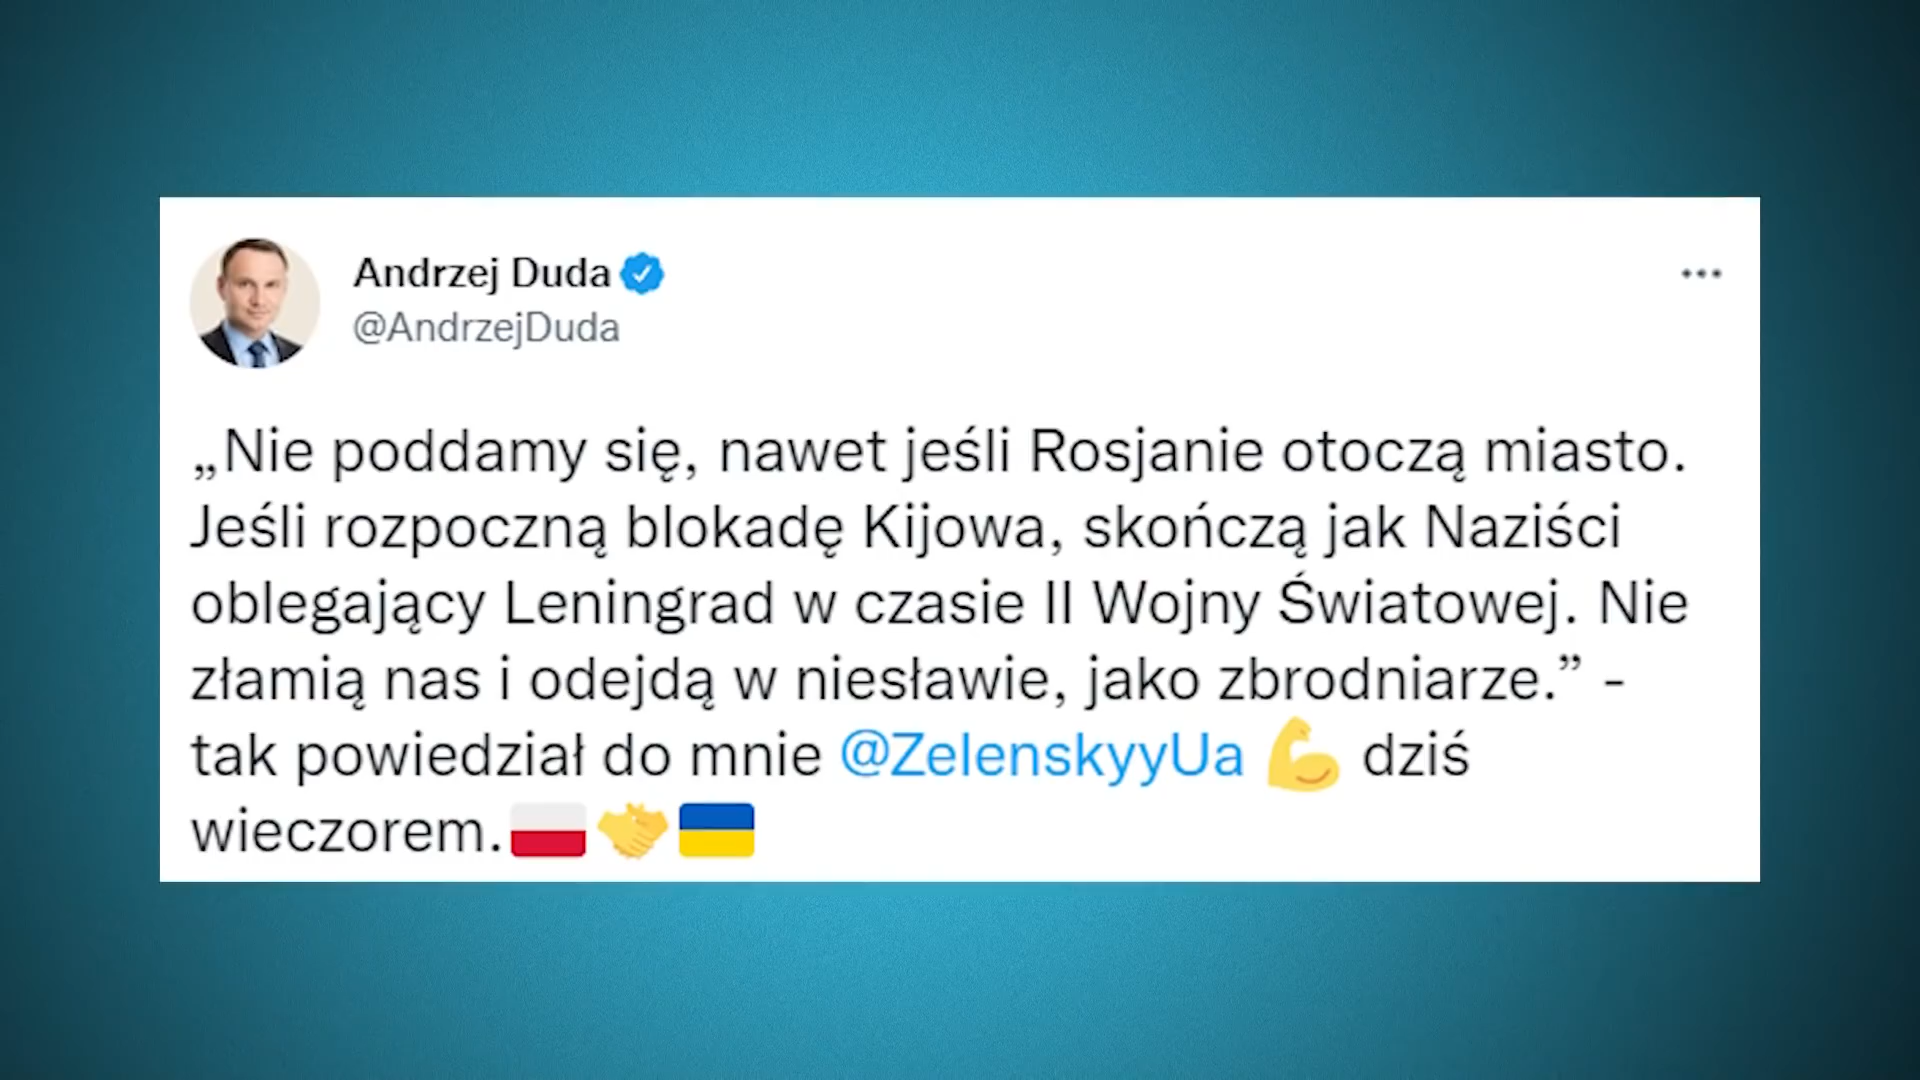 Andrzej Duda
@AndrzejDuda
„Nie poddamy się, nawet jeśli Rosjanie otoczą miasto.
Jeśli rozpoczną blokadę Kijowa, skończą jak Naziści
oblegający Leningrad w czasie II Wojny Światowej. Nie
złamią nas i odejdą w niesławie, jako zbrodniarze.” -
tak powiedział do mnie @ZelenskyyUa 💪 dziś
wieczorem.🇵🇱🤝🇺🇦